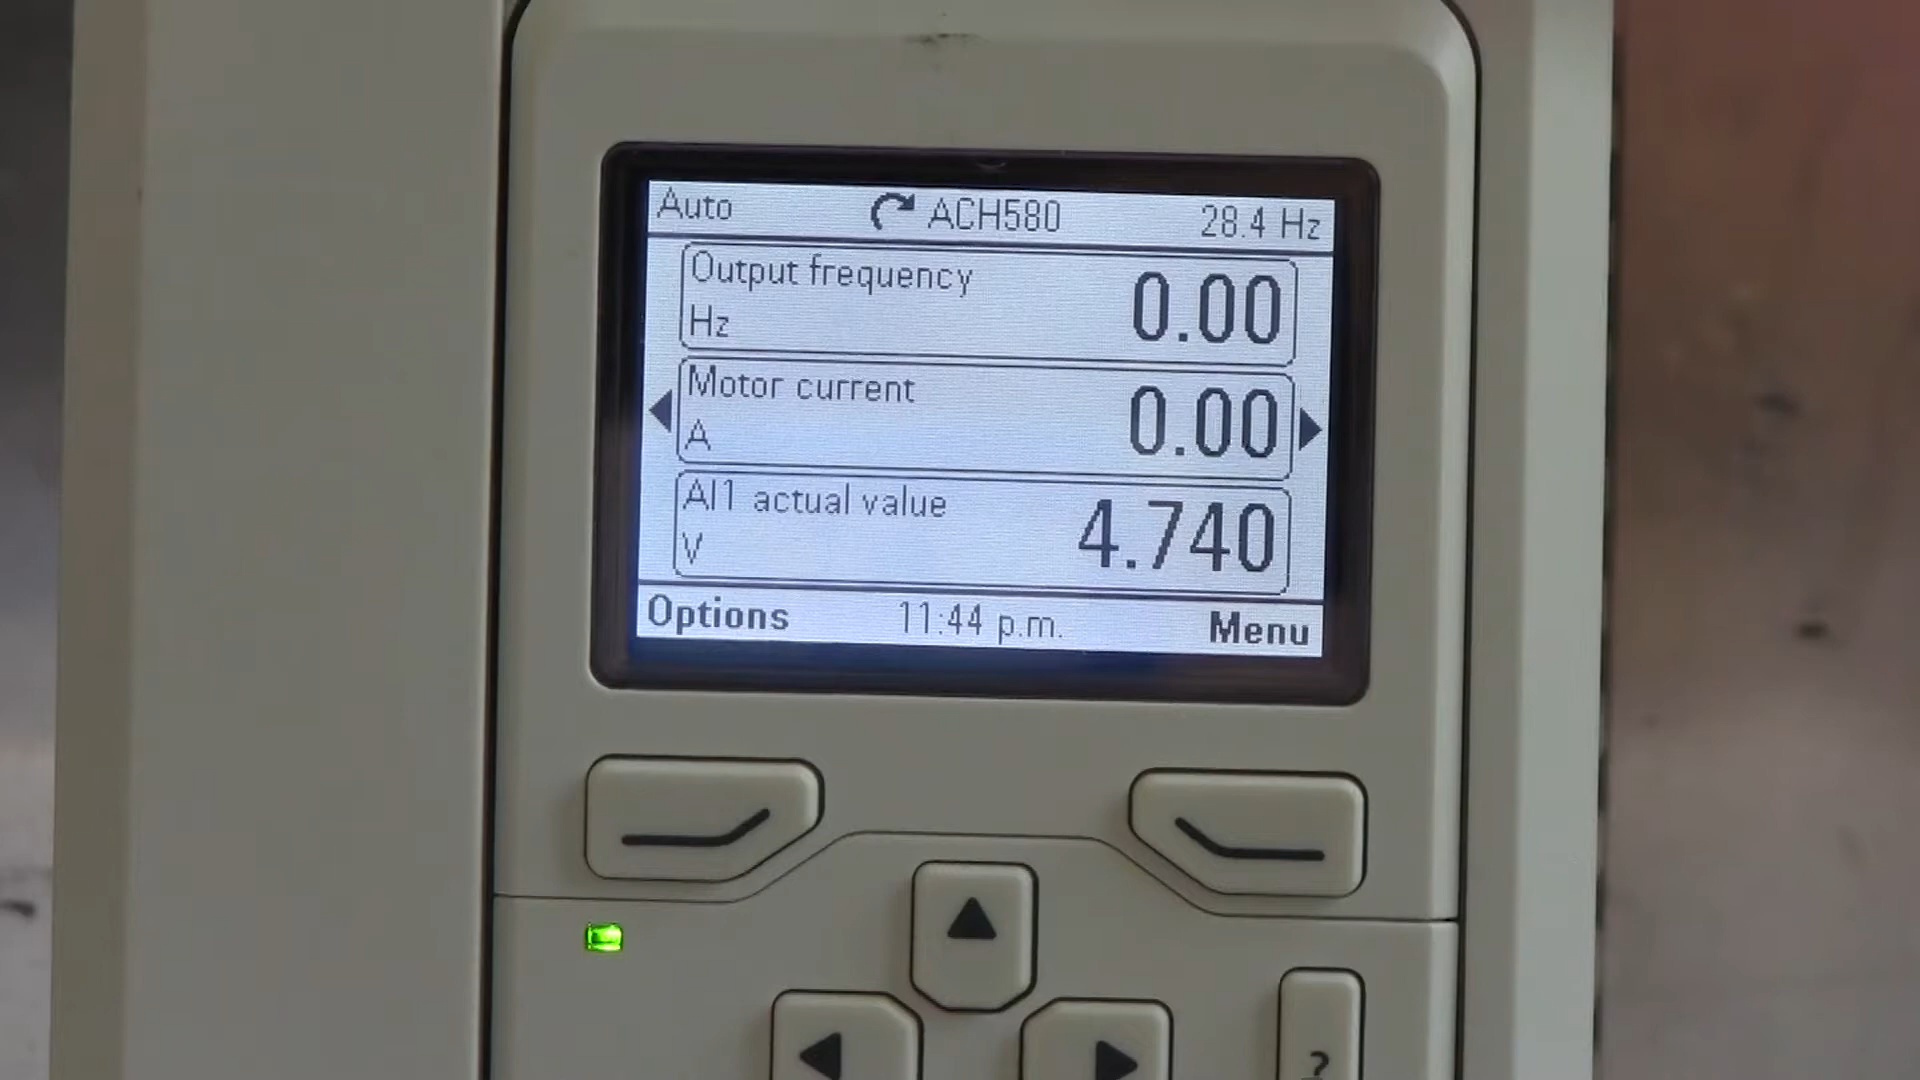 Auto ACH580 28.4 Hz
Output frequency 0.00
Hz
Motor current 0.00
A
AI1 actual value 4.740
V
Options 11:44 p.m. Menu
?